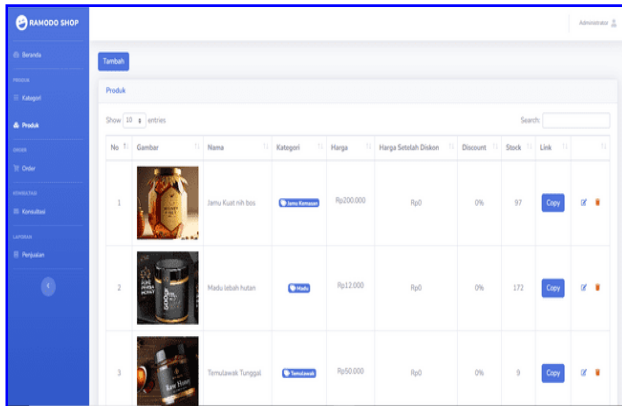 RAMODO SHOP
Administrator
Beranda
PRODUK
Kategori
Produk
ORDER
Order
KONSULTASI
Konsultasi
LAPORAN
Penjualan
Tambah
Produk
Show 10 entries
Search:
No Gambar Nama Kategori Harga Harga Setelah Diskon Discount Stock Link
1 Jamu Kuat nih bos Jamu Kemasan Rp200.000 Rp0 0% 97 Copy
2 Madu lebah hutan Madu Rp12.000 Rp0 0% 172 Copy
3 Temulawak Tunggal Temulawak Rp50.000 Rp0 0% 9 Copy
Raw Honey